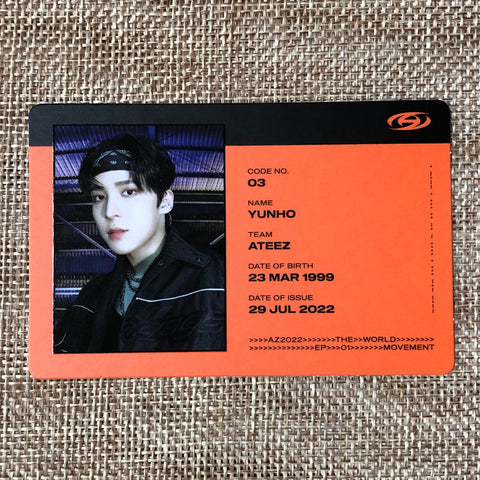 CODE NO.
03
NAME
YUNHO
TEAM
ATEEZ
DATE OF BIRTH
23 MAR 1999
DATE OF ISSUE
29 JUL 2022
>>>>AZ2022>>>>>>>THE>>WORLD>>>>>>>>
>>>>>>>>>>>>>>EP>>>01>>>>>>>MOVEMENT